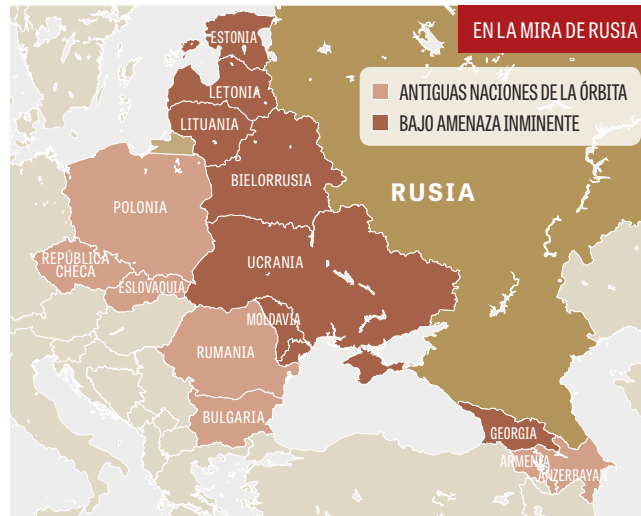 EN LA MIRA DE RUSIA
ANTIGUAS NACIONES DE LA ÓRBITA
BAJO AMENAZA INMINENTE
ESTONIA
LETONIA
LITUANIA
BIELORRUSIA
RUSIA
POLONIA
REPÚBLICA
CHECA
ESLOVAQUIA
UCRANIA
MOLDAVIA
RUMANIA
BULGARIA
GEORGIA
ARMENIA
ANZERBAYAN